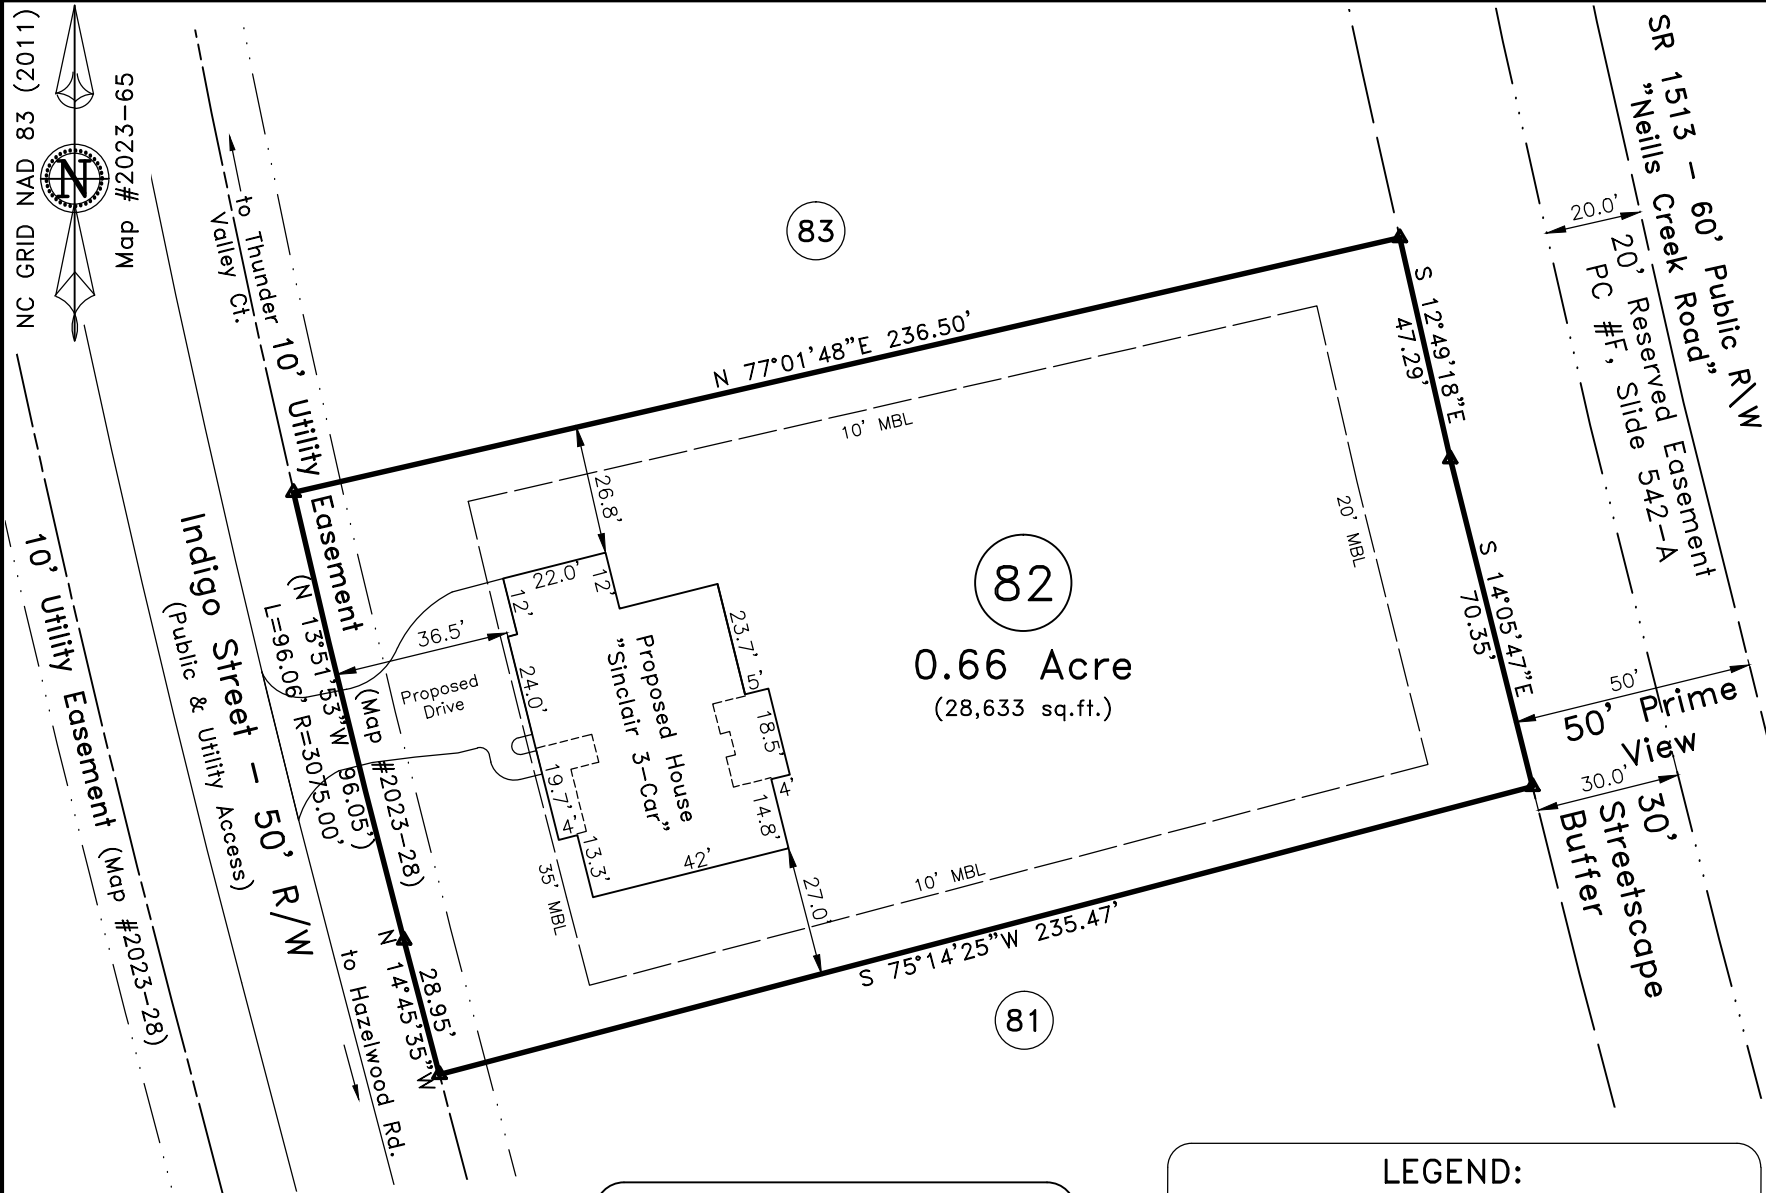 NC GRID NAD 83 (2011)
N
Map #2023-65
to Thunder
Valley Ct.
10' Utility Easement
(Map #2023-28)
83
N 77°01'48"E 236.50'
10' MBL
S 12°49'18"E
47.29'
SR 1513 - 60' Public R\W
"Neills Creek Road"
20.0'
20' Reserved Easement
PC #F, Slide 542-A
S 14°05'47"E
70.35'
20' MBL
50'
50' Prime
View
30.0'
30'
Streetscape
Buffer
82
0.66 Acre
(28,633 sq.ft.)
26.8'
22.0'
12'
12'
36.5'
24.0'
23.7'
5'
18.5'
4'
14.8'
19.7'
4'
13.3'
42'
27.0'
Proposed House
"Sinclair 3-Car"
Proposed
Drive
35' MBL
10' MBL
S 75°14'25"W 235.47'
81
(N 13°51'53"W 96.05')
L=96.06' R=3075.00'
N 14°45'35"W
28.95'
Indigo Street - 50' R/W
(Public & Utility Access)
10' Utility Easement (Map #2023-28)
to Hazelwood Rd.
LEGEND: